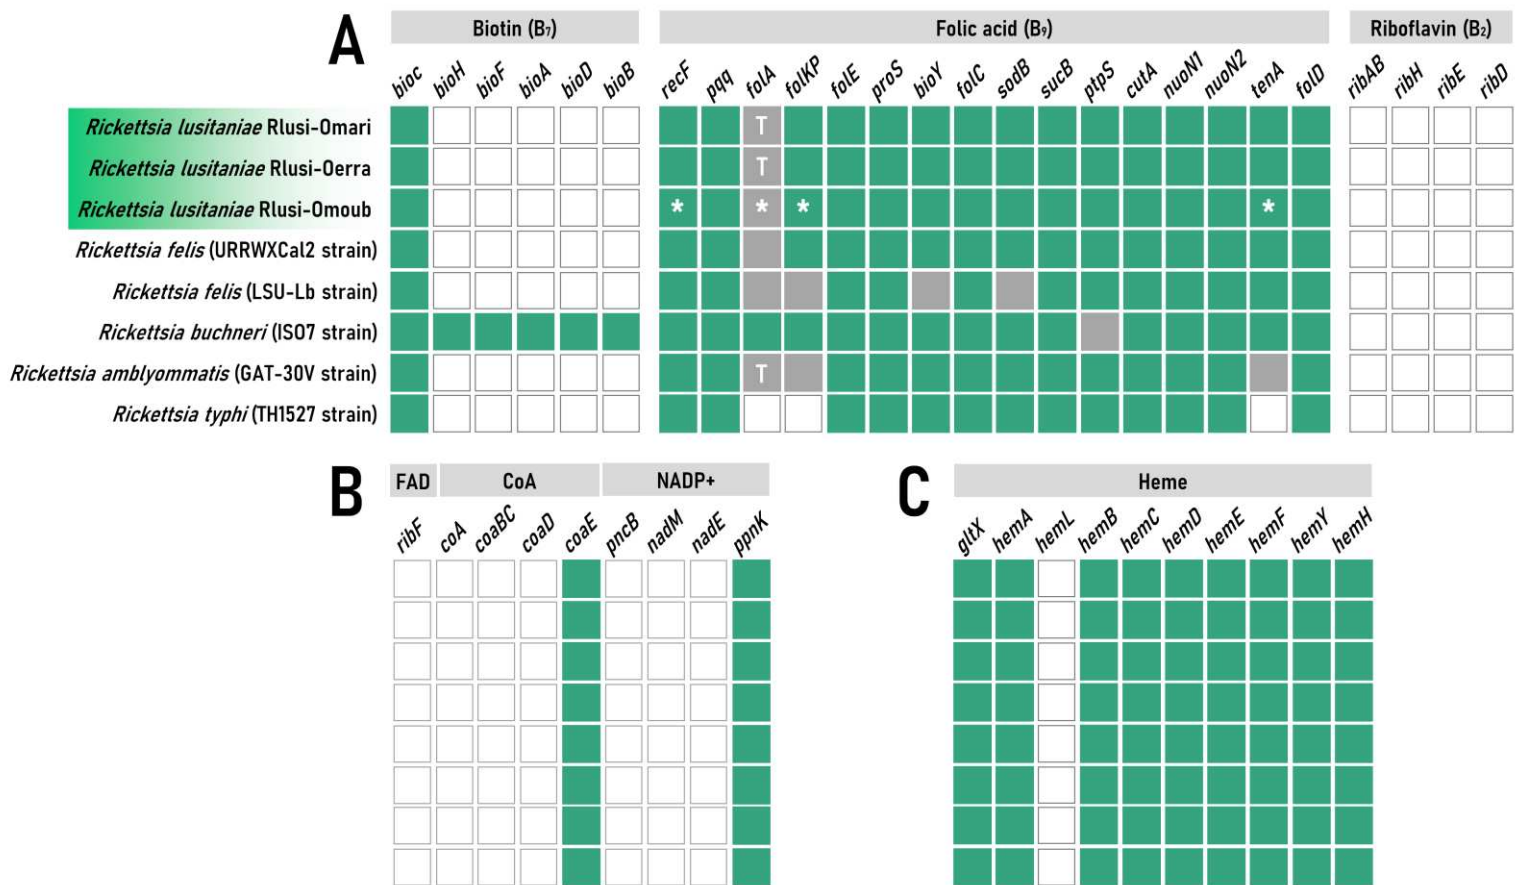 A
Biotin (B₇)
Folic acid (B₉)
Riboflavin (B₂)
bioc bioH bioF bioA bioD bioB recF pqq folA folKP folE proS bioY folC sodB sucB ptpS cutA nuoN1 nuoN2 tenA folD ribAB ribH ribE ribD
Rickettsia lusitaniae Rlusi-Omari T
Rickettsia lusitaniae Rlusi-Oerra T
Rickettsia lusitaniae Rlusi-Omoub * * * *
Rickettsia felis (URRWXCal2 strain)
Rickettsia felis (LSU-Lb strain)
Rickettsia buchneri (ISO7 strain)
Rickettsia amblyommatis (GAT-30V strain) T
Rickettsia typhi (TH1527 strain)
B
FAD CoA NADP+
ribF coA coaBC coaD coaE pncB nadM nadE ppnK
C
Heme
gltX hemA hemL hemB hemC hemD hemE hemF hemY hemH